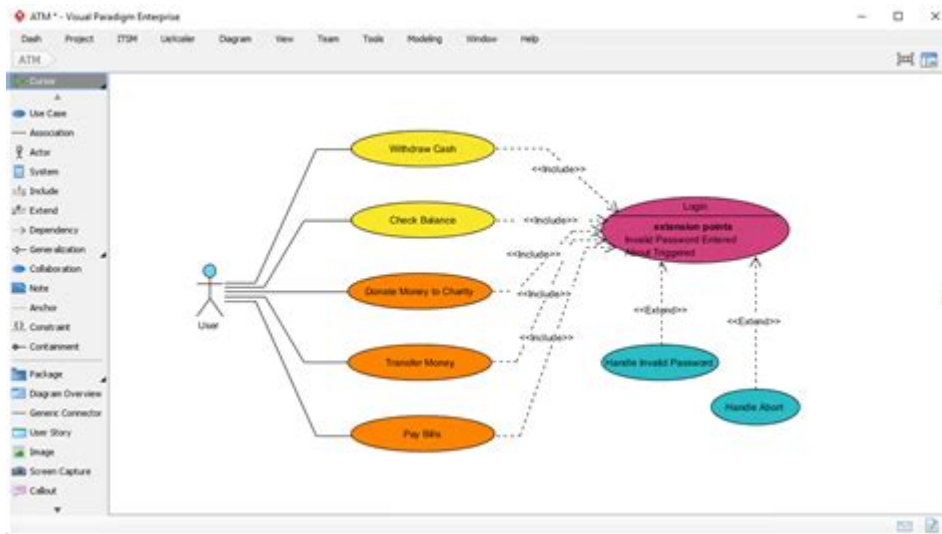 ATM * - Visual Paradigm Enterprise
Dash Project ITSM UeXceler Diagram View Team Tools Modeling Window Help
ATM
Cursor
Use Case
Association
Actor
System
Include
Extend
Dependency
Generalization
Collaboration
Note
Anchor
Constraint
Containment
Package
Diagram Overview
Generic Connector
User Story
Image
Screen Capture
Callout
Withdraw Cash
<<Include>>
Check Balance
<<Include>>
Login
extension points
Invalid Password Entered
About Triggered
<<Include>>
Donate Money to Charity
<<Include>>
User
<<Include>>
Transfer Money
Pay Bills
<<Extend>>
<<Extend>>
Handle Invalid Password
Handle Abort